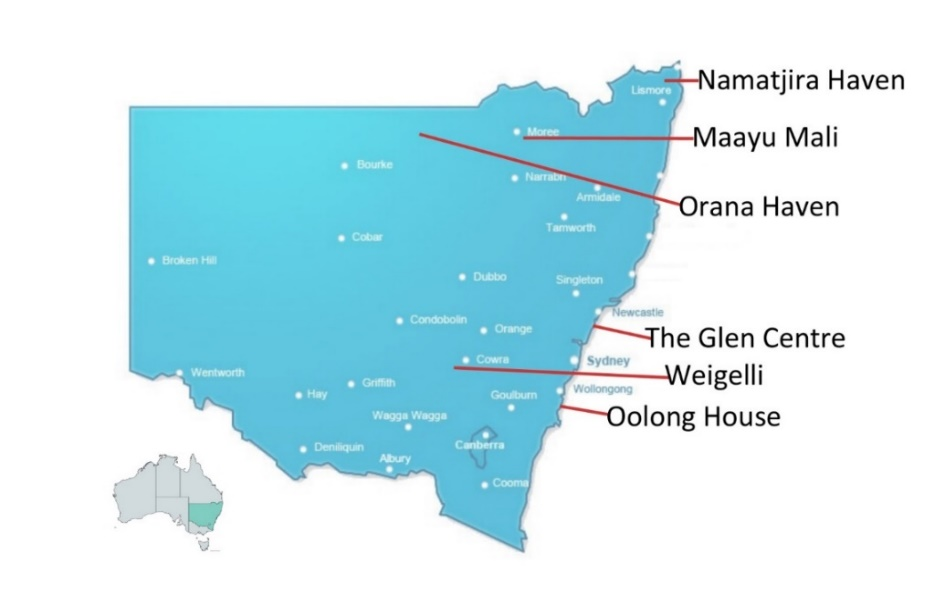 Namatjira Haven
Lismore
Moree
Maayu Mali
Bourke
Narrabri
Armidale
Orana Haven
Tamworth
Cobar
Broken Hill
Dubbo
Singleton
Newcastle
Condobolin
Orange
The Glen Centre
Cowra
Sydney
Wentworth
Weigelli
Griffith
Hay
Goulburn
Wollongong
Wagga Wagga
Oolong House
Deniliquin
Canberra
Albury
Cooma